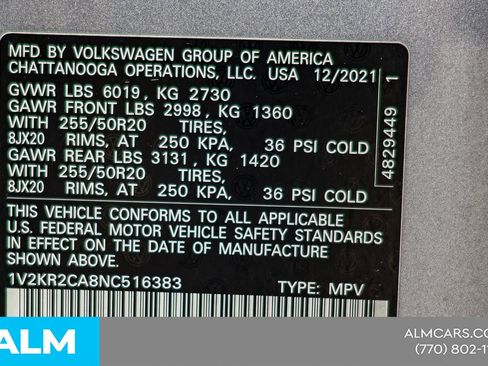 MFD BY VOLKSWAGEN GROUP OF AMERICA
CHATTANOOGA OPERATIONS, LLC. USA 12/2021
GVWR LBS 6019, KG 2730
GAWR FRONT LBS 2998, KG 1360
WITH 255/50R20 TIRES,
8JX20 RIMS, AT 250 KPA, 36 PSI COLD
GAWR REAR LBS 3131, KG 1420
WITH 255/50R20 TIRES,
8JX20 RIMS, AT 250 KPA, 36 PSI COLD
THIS VEHICLE CONFORMS TO ALL APPLICABLE
U.S. FEDERAL MOTOR VEHICLE SAFETY STANDARDS
IN EFFECT ON THE DATE OF MANUFACTURE
SHOWN ABOVE.
1V2KR2CA8NC516383 TYPE: MPV
4829449 1
ALM
ALMCARS.CO
(770) 802-1